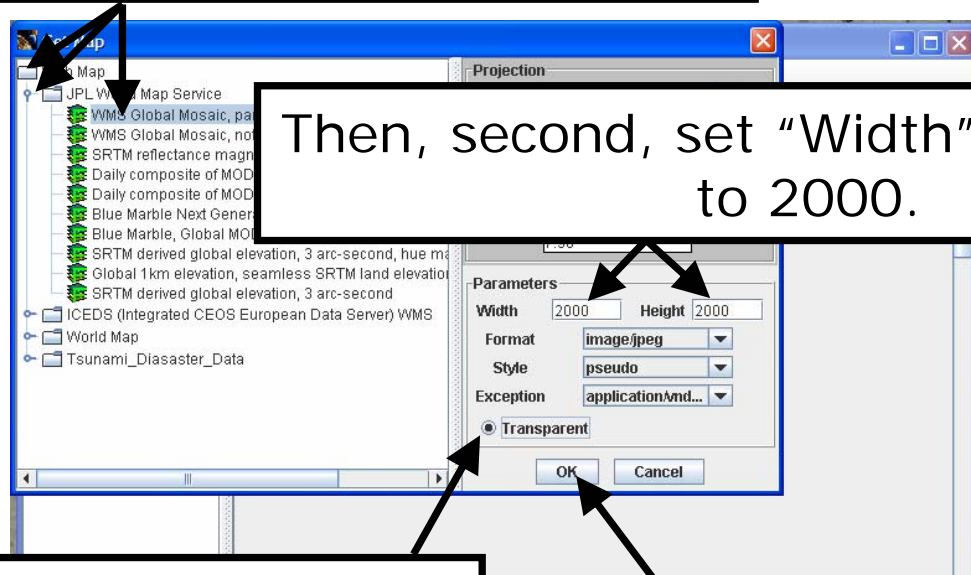 Map
Map
JPL W Map Service
WMS Global Mosaic, pa
WMS Global Mosaic, no
SRTM reflectance magn
Daily composite of MOD
Daily composite of MOD
Blue Marble Next Genera
Blue Marble, Global MO
SRTM derived global elevation, 3 arc-second, hue ma
Global 1km elevation, seamless SRTM land elevation
SRTM derived global elevation, 3 arc-second
ICEDS (Integrated CEOS European Data Server) WMS
World Map
Tsunami_Diasaster_Data
Projection
Then, second, set "Width"
to 2000.
Parameters
Width 2000 Height 2000
Format image/jpeg
Style pseudo
Exception application/vnd...
Transparent
OK Cancel